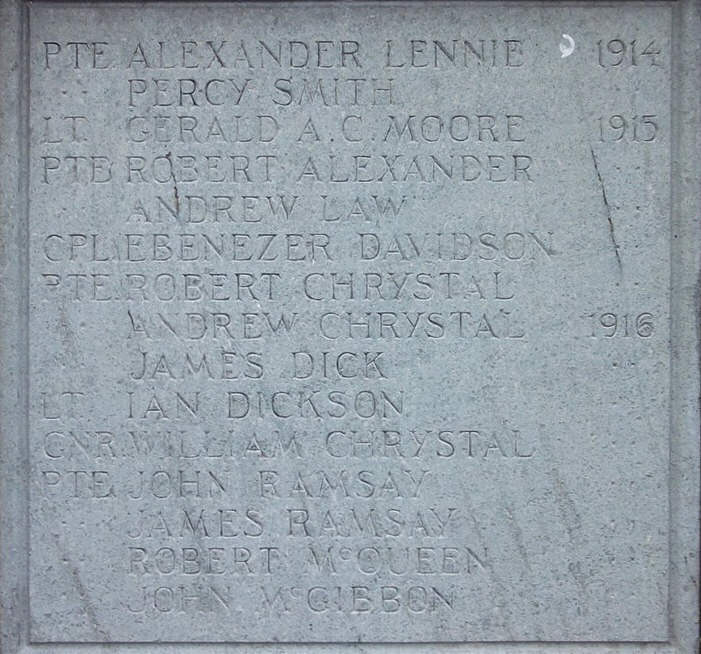 PTE ALEXANDER LENNIE 1914
" PERCY SMITH "
LT GERALD A.C. MOORE 1915
PTE ROBERT ALEXANDER "
" ANDREW LAW "
CPL EBENEZER DAVIDSON "
PTE ROBERT CHRYSTAL "
" ANDREW CHRYSTAL 1916
" JAMES DICK "
LT IAN DICKSON "
GNR. WILLIAM CHRYSTAL "
PTE JOHN RAMSAY "
" JAMES RAMSAY "
" ROBERT McQUEEN "
" JOHN McGIBBON "